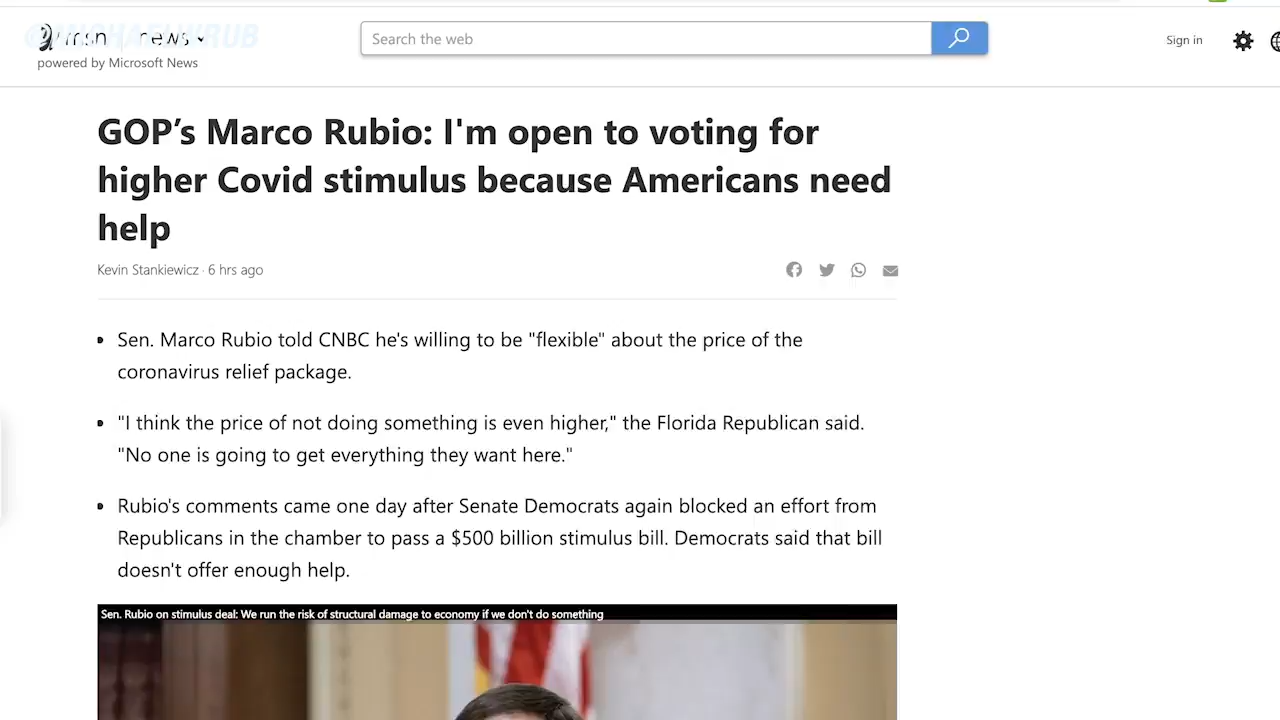 msn news
powered by Microsoft News
Search the web
Sign in
GOP’s Marco Rubio: I'm open to voting for
higher Covid stimulus because Americans need
help
Kevin Stankiewicz · 6 hrs ago
• Sen. Marco Rubio told CNBC he's willing to be "flexible" about the price of the
coronavirus relief package.
• "I think the price of not doing something is even higher," the Florida Republican said.
"No one is going to get everything they want here."
• Rubio's comments came one day after Senate Democrats again blocked an effort from
Republicans in the chamber to pass a $500 billion stimulus bill. Democrats said that bill
doesn't offer enough help.
Sen. Rubio on stimulus deal: We run the risk of structural damage to economy if we don't do something